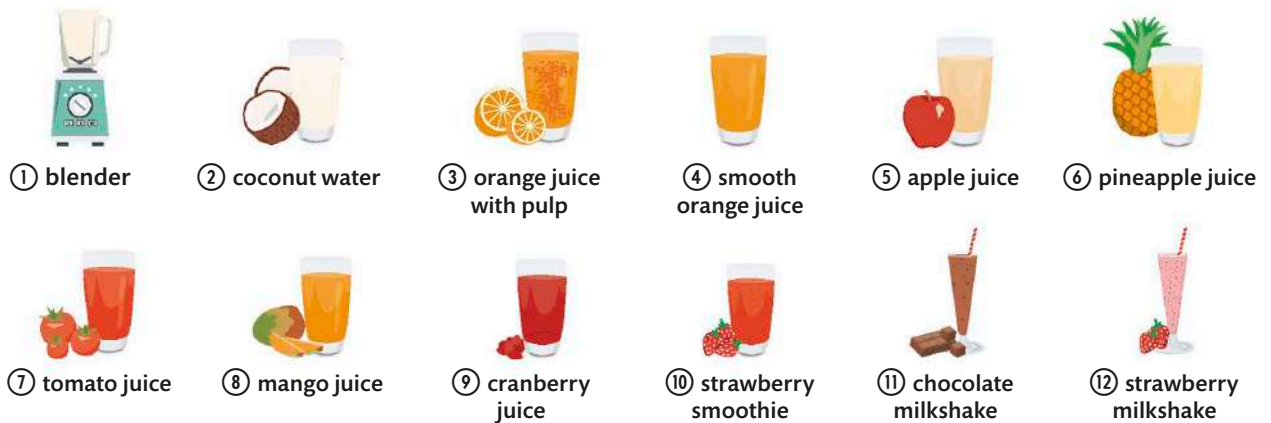 ① blender
② coconut water
③ orange juice
with pulp
④ smooth
orange juice
⑤ apple juice
⑥ pineapple juice
⑦ tomato juice
⑧ mango juice
⑨ cranberry
juice
⑩ strawberry
smoothie
⑪ chocolate
milkshake
⑫ strawberry
milkshake